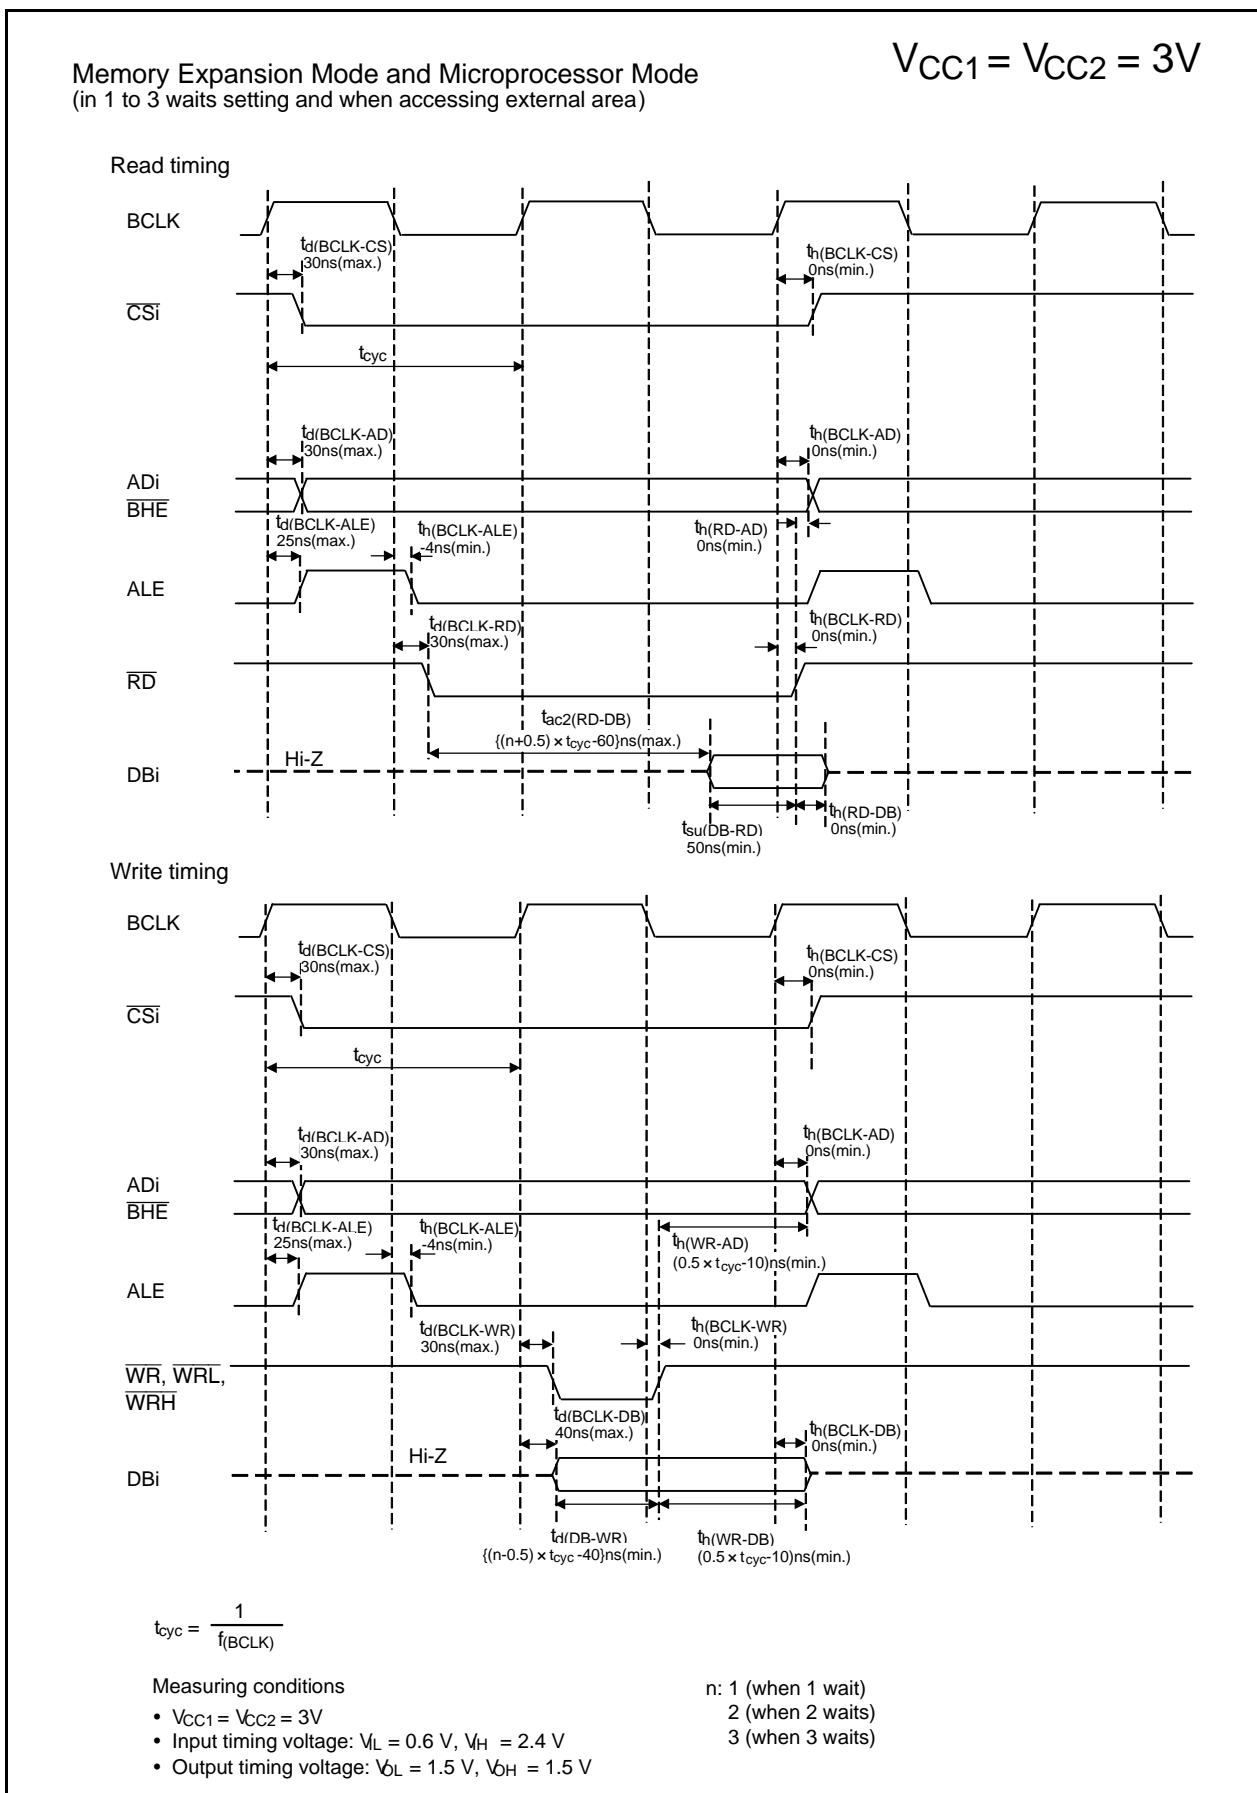 VCC1 = VCC2 = 3V
Memory Expansion Mode and Microprocessor Mode
(in 1 to 3 waits setting and when accessing external area)
Read timing
BCLK
td(BCLK-CS)
30ns(max.)
th(BCLK-CS)
0ns(min.)
CSi
tcyc
td(BCLK-AD)
30ns(max.)
th(BCLK-AD)
0ns(min.)
ADi
BHE
td(BCLK-ALE)
25ns(max.)
th(BCLK-ALE)
-4ns(min.)
th(RD-AD)
0ns(min.)
ALE
td(BCLK-RD)
30ns(max.)
th(BCLK-RD)
0ns(min.)
RD
tac2(RD-DB)
{(n+0.5) × tcyc-60}ns(max.)
Hi-Z
DBi
tsu(DB-RD)
50ns(min.)
th(RD-DB)
0ns(min.)
Write timing
BCLK
td(BCLK-CS)
30ns(max.)
th(BCLK-CS)
0ns(min.)
CSi
tcyc
td(BCLK-AD)
30ns(max.)
th(BCLK-AD)
0ns(min.)
ADi
BHE
td(BCLK-ALE)
25ns(max.)
th(BCLK-ALE)
-4ns(min.)
th(WR-AD)
(0.5 × tcyc-10)ns(min.)
ALE
td(BCLK-WR)
30ns(max.)
th(BCLK-WR)
0ns(min.)
WR, WRL,
WRH
td(BCLK-DB)
40ns(max.)
th(BCLK-DB)
0ns(min.)
Hi-Z
DBi
td(DB-WR)
{(n-0.5) × tcyc -40}ns(min.)
th(WR-DB)
(0.5 × tcyc-10)ns(min.)
tcyc = 1
f(BCLK)
Measuring conditions
• VCC1 = VCC2 = 3V
• Input timing voltage: VIL = 0.6 V, VIH = 2.4 V
• Output timing voltage: VOL = 1.5 V, VOH = 1.5 V
n: 1 (when 1 wait)
2 (when 2 waits)
3 (when 3 waits)